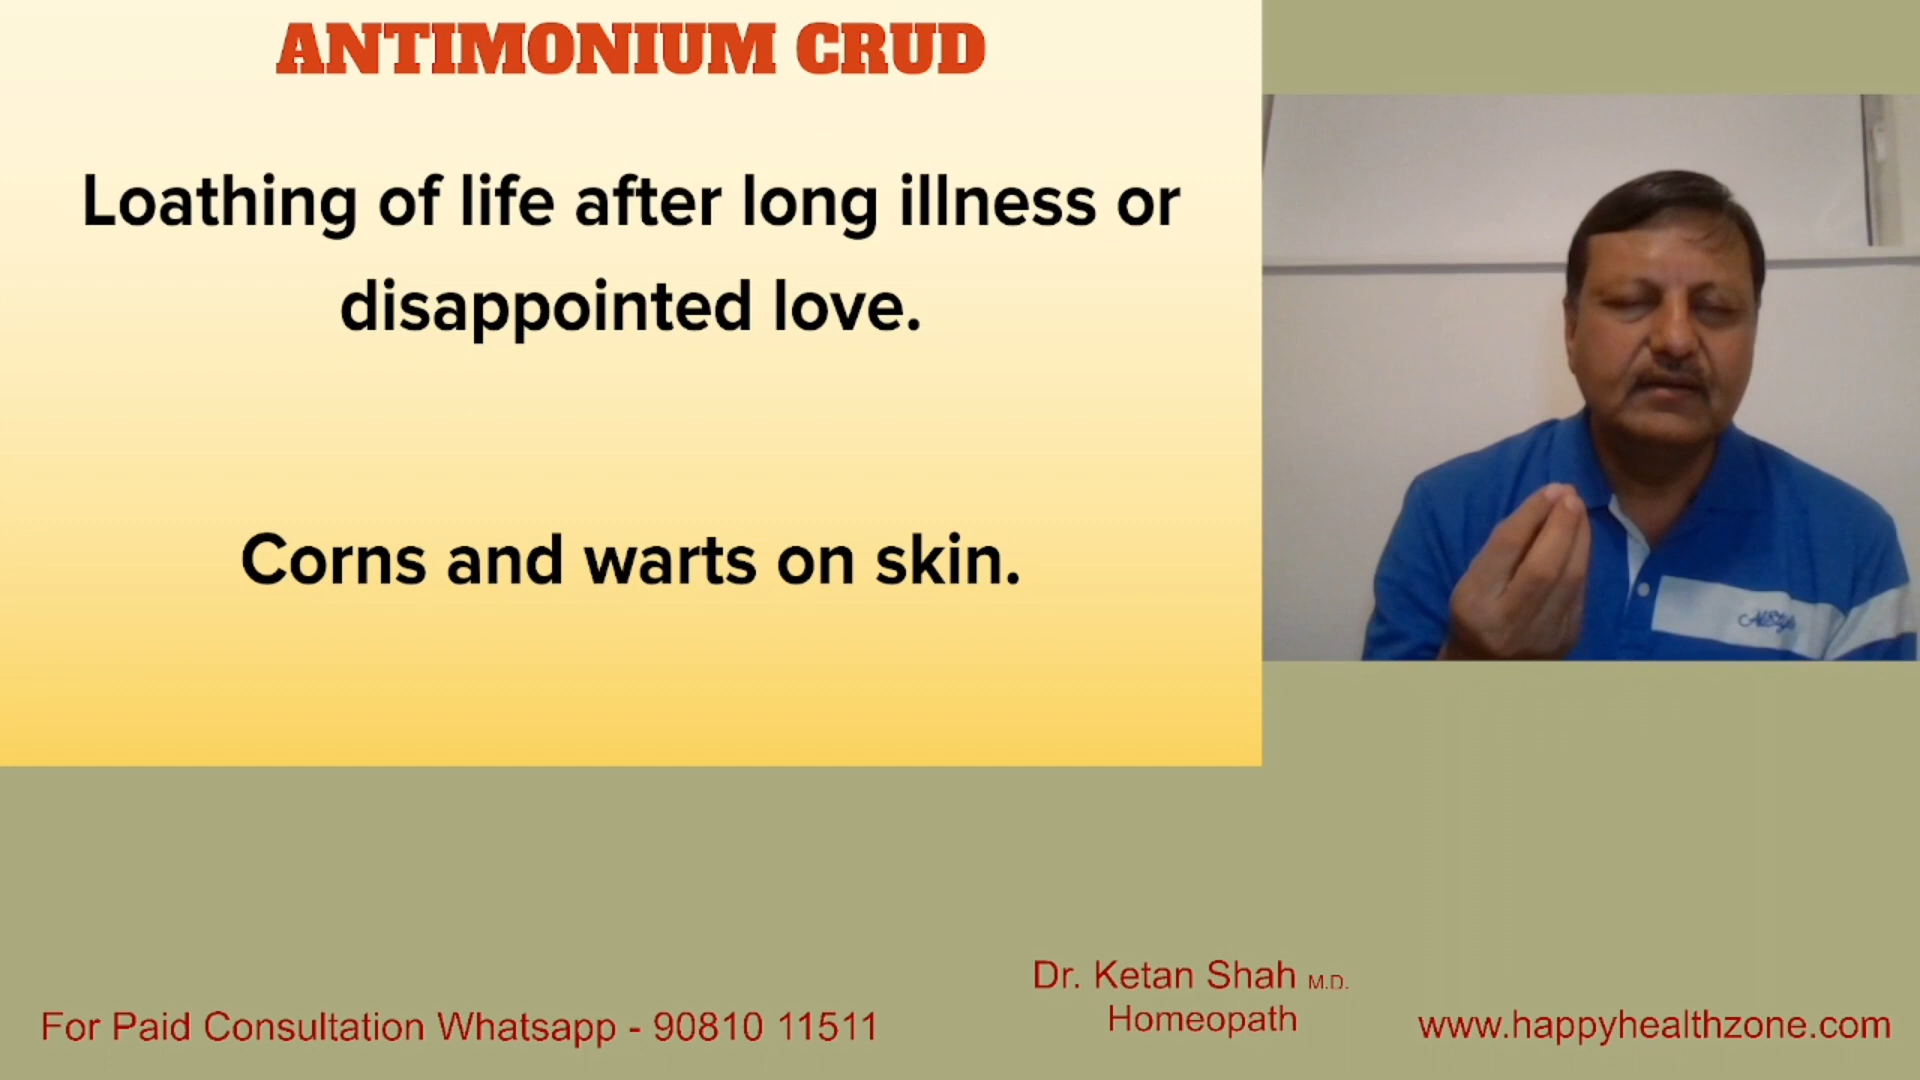 ANTIMONIUM CRUD
Loathing of life after long illness or
disappointed love.
Corns and warts on skin.
Dr. Ketan Shah M.D.
Homeopath
For Paid Consultation Whatsapp - 90810 11511
www.happyhealthzone.com